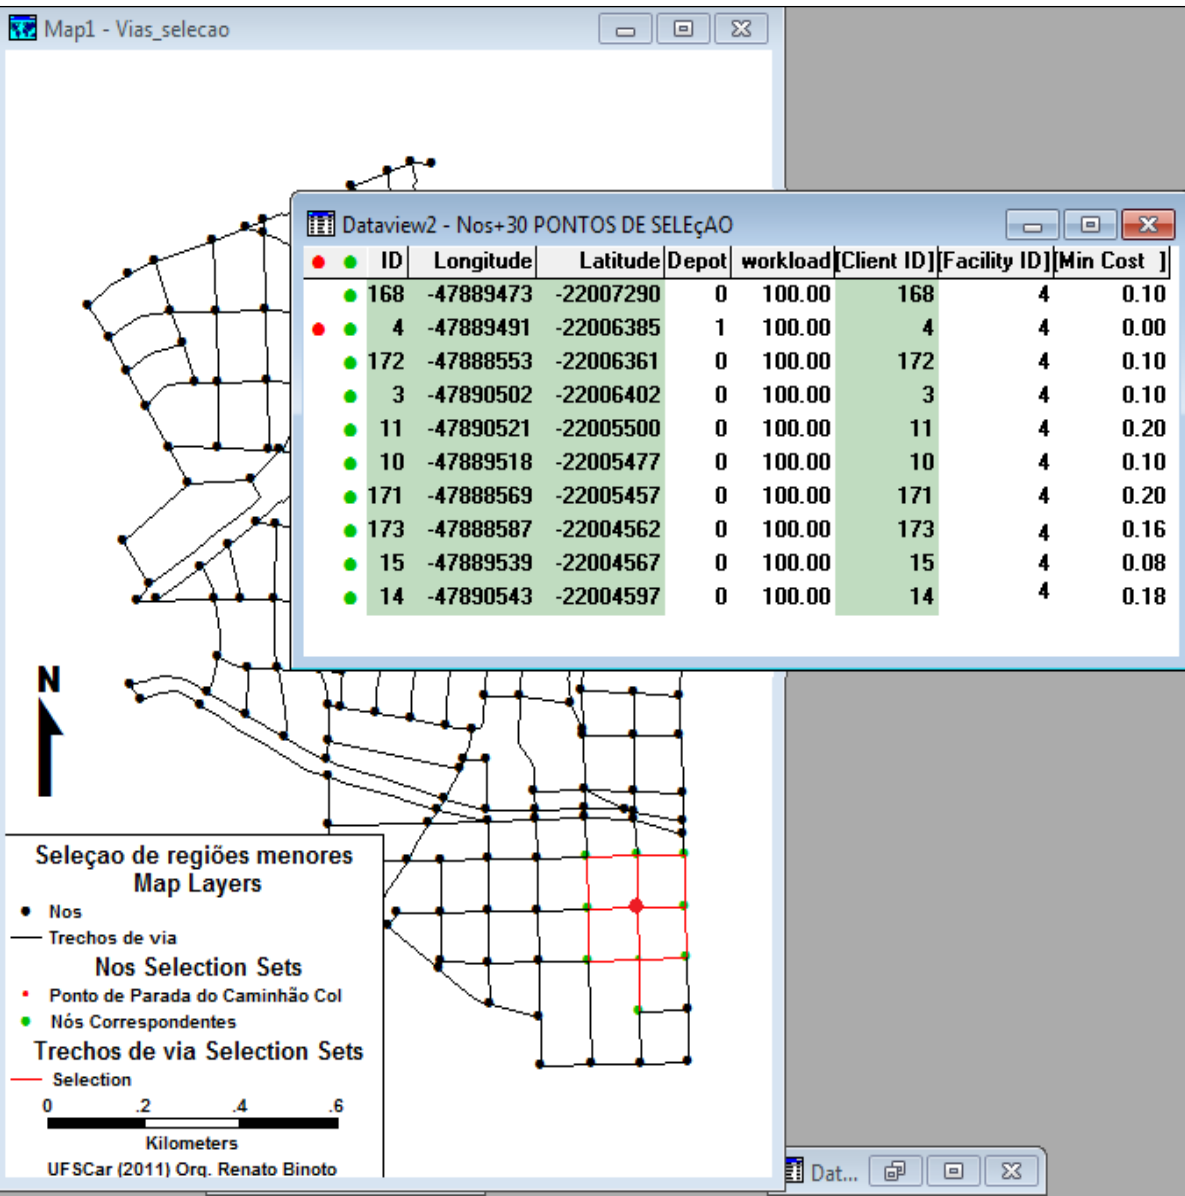 Map1 - Vias_selecao
Dataview2 - Nos+30 PONTOS DE SELEçAO
ID Longitude Latitude Depot workload [Client ID] [Facility ID] [Min Cost ]
168 -47889473 -22007290 0 100.00 168 4 0.10
4 -47889491 -22006385 1 100.00 4 4 0.00
172 -47888553 -22006361 0 100.00 172 4 0.10
3 -47890502 -22006402 0 100.00 3 4 0.10
11 -47890521 -22005500 0 100.00 11 4 0.20
10 -47889518 -22005477 0 100.00 10 4 0.10
171 -47888569 -22005457 0 100.00 171 4 0.20
173 -47888587 -22004562 0 100.00 173 4 0.16
15 -47889539 -22004567 0 100.00 15 4 0.08
14 -47890543 -22004597 0 100.00 14 4 0.18
N
Seleçao de regiões menores
Map Layers
Nos
Trechos de via
Nos Selection Sets
Ponto de Parada do Caminhão Col
Nós Correspondentes
Trechos de via Selection Sets
Selection
0 .2 .4 .6
Kilometers
UFSCar (2011) Org. Renato Binoto
Dat...